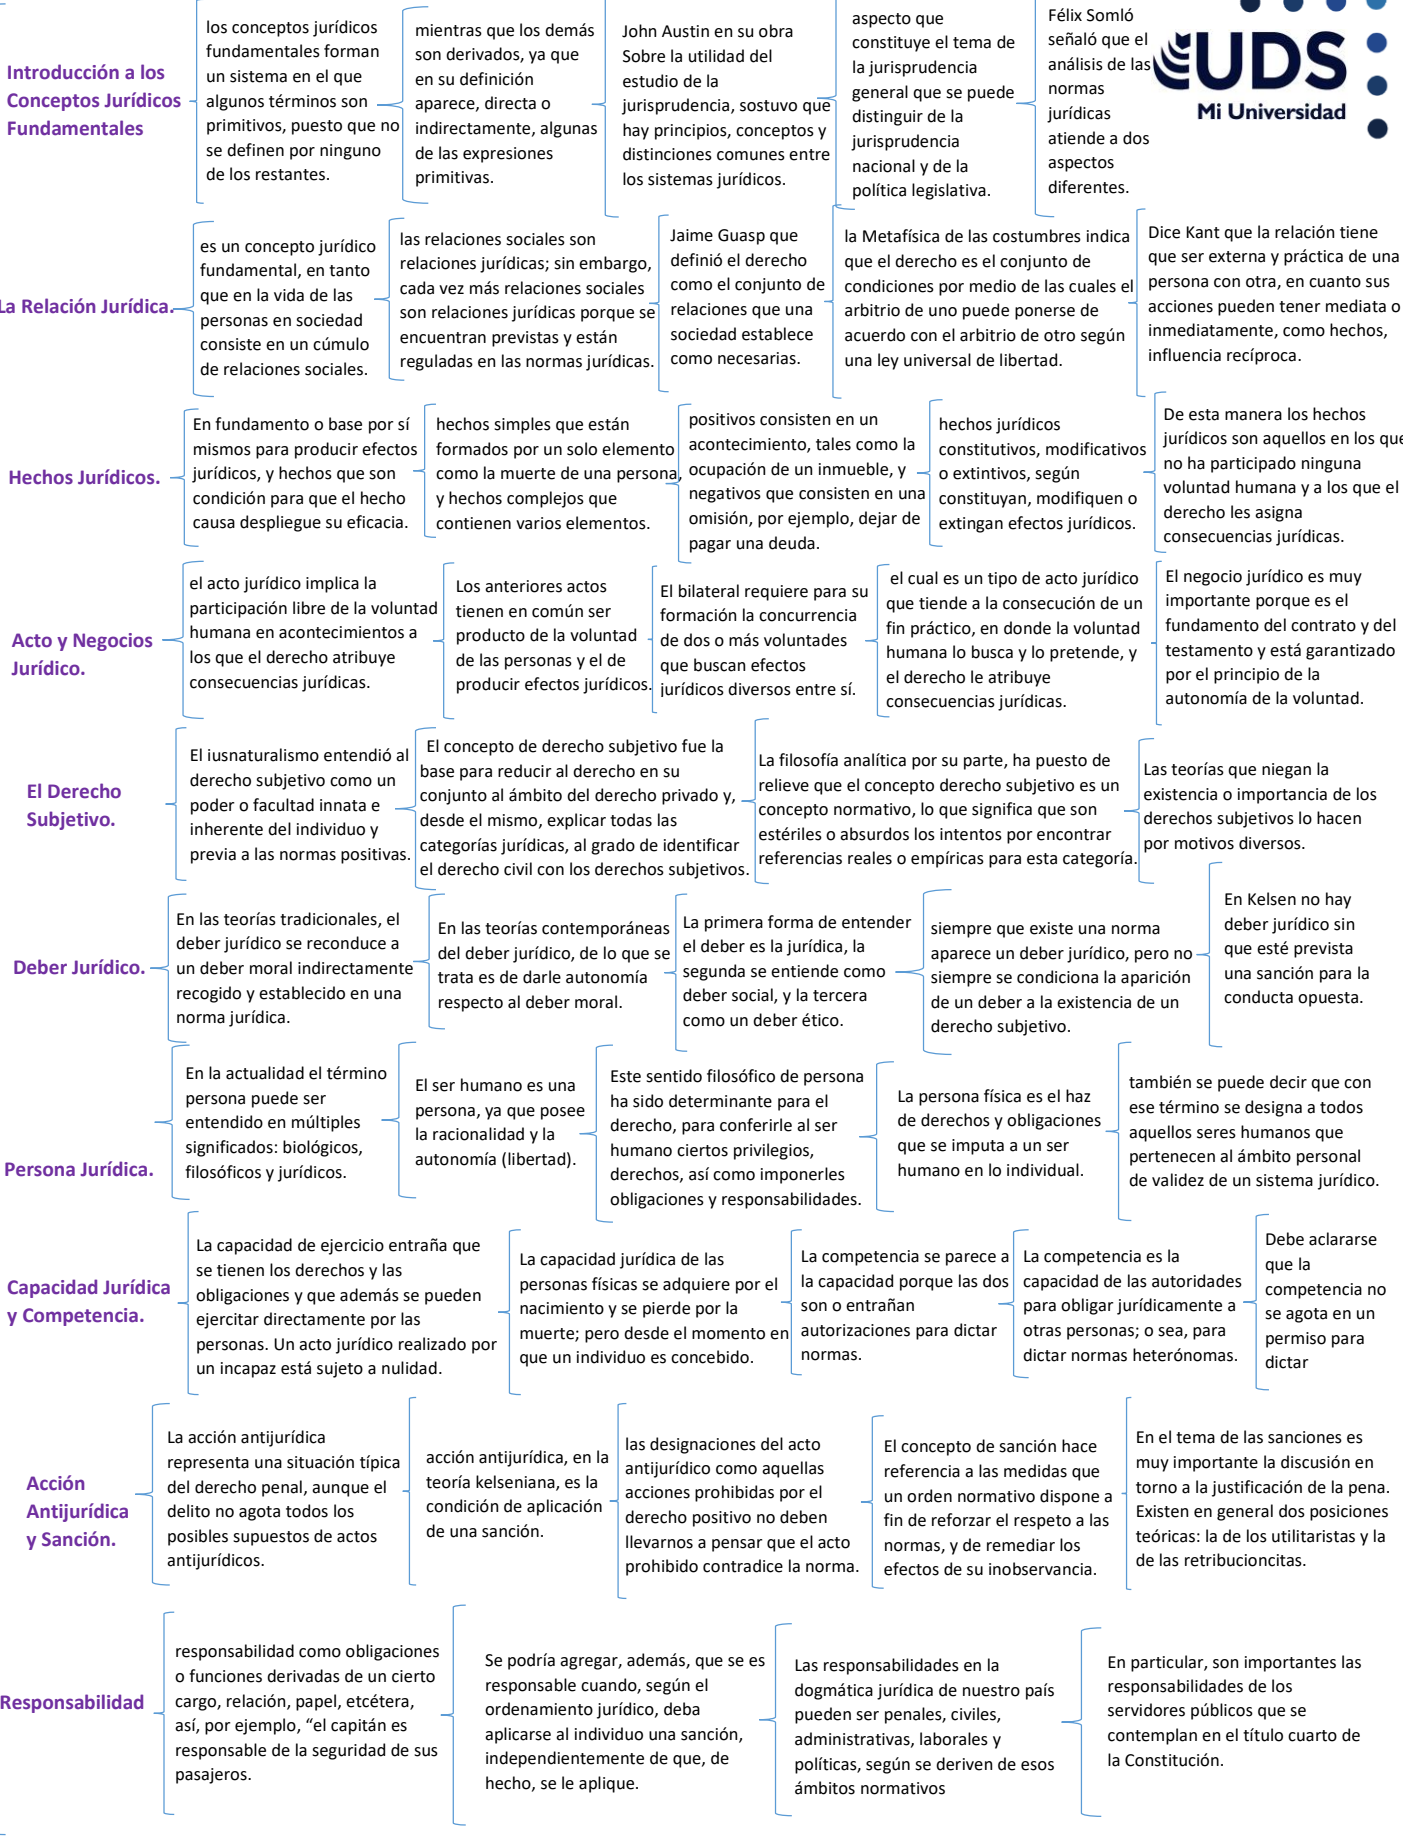 Introducción a los
Conceptos Jurídicos
Fundamentales
los conceptos jurídicos
fundamentales forman
un sistema en el que
algunos términos son
primitivos, puesto que no
se definen por ninguno
de los restantes.
mientras que los demás
son derivados, ya que
en su definición
aparece, directa o
indirectamente, algunas
de las expresiones
primitivas.
John Austin en su obra
Sobre la utilidad del
estudio de la
jurisprudencia, sostuvo que
hay principios, conceptos y
distinciones comunes entre
los sistemas jurídicos.
aspecto que
constituye el tema de
la jurisprudencia
general que se puede
distinguir de la
jurisprudencia
nacional y de la
política legislativa.
Félix Somló
señaló que el
análisis de las
normas
jurídicas
atiende a dos
aspectos
diferentes.
UDS
Mi Universidad
La Relación Jurídica.
es un concepto jurídico
fundamental, en tanto
que en la vida de las
personas en sociedad
consiste en un cúmulo
de relaciones sociales.
las relaciones sociales son
relaciones jurídicas; sin embargo,
cada vez más relaciones sociales
son relaciones jurídicas porque se
encuentran previstas y están
reguladas en las normas jurídicas.
Jaime Guasp que
definió el derecho
como el conjunto de
relaciones que una
sociedad establece
como necesarias.
la Metafísica de las costumbres indica
que el derecho es el conjunto de
condiciones por medio de las cuales el
arbitrio de uno puede ponerse de
acuerdo con el arbitrio de otro según
una ley universal de libertad.
Dice Kant que la relación tiene
que ser externa y práctica de una
persona con otra, en cuanto sus
acciones pueden tener mediata o
inmediatamente, como hechos,
influencia recíproca.
Hechos Jurídicos.
En fundamento o base por sí
mismos para producir efectos
jurídicos, y hechos que son
condición para que el hecho
causa despliegue su eficacia.
hechos simples que están
formados por un solo elemento
como la muerte de una persona,
y hechos complejos que
contienen varios elementos.
positivos consisten en un
acontecimiento, tales como la
ocupación de un inmueble, y
negativos que consisten en una
omisión, por ejemplo, dejar de
pagar una deuda.
hechos jurídicos
constitutivos, modificativos
o extintivos, según
constituyan, modifiquen o
extingan efectos jurídicos.
De esta manera los hechos
jurídicos son aquellos en los que
no ha participado ninguna
voluntad humana y a los que el
derecho les asigna
consecuencias jurídicas.
Acto y Negocios
Jurídico.
el acto jurídico implica la
participación libre de la voluntad
humana en acontecimientos a
los que el derecho atribuye
consecuencias jurídicas.
Los anteriores actos
tienen en común ser
producto de la voluntad
de las personas y el de
producir efectos jurídicos.
El bilateral requiere para su
formación la concurrencia
de dos o más voluntades
que buscan efectos
jurídicos diversos entre sí.
el cual es un tipo de acto jurídico
que tiende a la consecución de un
fin práctico, en donde la voluntad
humana lo busca y lo pretende, y
el derecho le atribuye
consecuencias jurídicas.
El negocio jurídico es muy
importante porque es el
fundamento del contrato y del
testamento y está garantizado
por el principio de la
autonomía de la voluntad.
El Derecho
Subjetivo.
El iusnaturalismo entendió al
derecho subjetivo como un
poder o facultad innata e
inherente del individuo y
previa a las normas positivas.
El concepto de derecho subjetivo fue la
base para reducir al derecho en su
conjunto al ámbito del derecho privado y,
desde el mismo, explicar todas las
categorías jurídicas, al grado de identificar
el derecho civil con los derechos subjetivos.
La filosofía analítica por su parte, ha puesto de
relieve que el concepto derecho subjetivo es un
concepto normativo, lo que significa que son
estériles o absurdos los intentos por encontrar
referencias reales o empíricas para esta categoría.
Las teorías que niegan la
existencia o importancia de los
derechos subjetivos lo hacen
por motivos diversos.
Deber Jurídico.
En las teorías tradicionales, el
deber jurídico se reconduce a
un deber moral indirectamente
recogido y establecido en una
norma jurídica.
En las teorías contemporáneas
del deber jurídico, de lo que se
trata es de darle autonomía
respecto al deber moral.
La primera forma de entender
el deber es la jurídica, la
segunda se entiende como
deber social, y la tercera
como un deber ético.
siempre que existe una norma
aparece un deber jurídico, pero no
siempre se condiciona la aparición
de un deber a la existencia de un
derecho subjetivo.
En Kelsen no hay
deber jurídico sin
que esté prevista
una sanción para la
conducta opuesta.
Persona Jurídica.
En la actualidad el término
persona puede ser
entendido en múltiples
significados: biológicos,
filosóficos y jurídicos.
El ser humano es una
persona, ya que posee
la racionalidad y la
autonomía (libertad).
Este sentido filosófico de persona
ha sido determinante para el
derecho, para conferirle al ser
humano ciertos privilegios,
derechos, así como imponerles
obligaciones y responsabilidades.
La persona física es el haz
de derechos y obligaciones
que se imputa a un ser
humano en lo individual.
también se puede decir que con
ese término se designa a todos
aquellos seres humanos que
pertenecen al ámbito personal
de validez de un sistema jurídico.
Capacidad Jurídica
y Competencia.
La capacidad de ejercicio entraña que
se tienen los derechos y las
obligaciones y que además se pueden
ejercitar directamente por las
personas. Un acto jurídico realizado por
un incapaz está sujeto a nulidad.
La capacidad jurídica de las
personas físicas se adquiere por el
nacimiento y se pierde por la
muerte; pero desde el momento en
que un individuo es concebido.
La competencia se parece a
la capacidad porque las dos
son o entrañan
autorizaciones para dictar
normas.
La competencia es la
capacidad de las autoridades
para obligar jurídicamente a
otras personas; o sea, para
dictar normas heterónomas.
Debe aclararse
que la
competencia no
se agota en un
permiso para
dictar
Acción
Antijurídica
y Sanción.
La acción antijurídica
representa una situación típica
del derecho penal, aunque el
delito no agota todos los
posibles supuestos de actos
antijurídicos.
acción antijurídica, en la
teoría kelseniana, es la
condición de aplicación
de una sanción.
las designaciones del acto
antijurídico como aquellas
acciones prohibidas por el
derecho positivo no deben
llevarnos a pensar que el acto
prohibido contradice la norma.
El concepto de sanción hace
referencia a las medidas que
un orden normativo dispone a
fin de reforzar el respeto a las
normas, y de remediar los
efectos de su inobservancia.
En el tema de las sanciones es
muy importante la discusión en
torno a la justificación de la pena.
Existen en general dos posiciones
teóricas: la de los utilitaristas y la
de las retribucioncitas.
Responsabilidad
responsabilidad como obligaciones
o funciones derivadas de un cierto
cargo, relación, papel, etcétera,
así, por ejemplo, “el capitán es
responsable de la seguridad de sus
pasajeros.
Se podría agregar, además, que se es
responsable cuando, según el
ordenamiento jurídico, deba
aplicarse al individuo una sanción,
independientemente de que, de
hecho, se le aplique.
Las responsabilidades en la
dogmática jurídica de nuestro país
pueden ser penales, civiles,
administrativas, laborales y
políticas, según se deriven de esos
ámbitos normativos
En particular, son importantes las
responsabilidades de los
servidores públicos que se
contemplan en el título cuarto de
la Constitución.